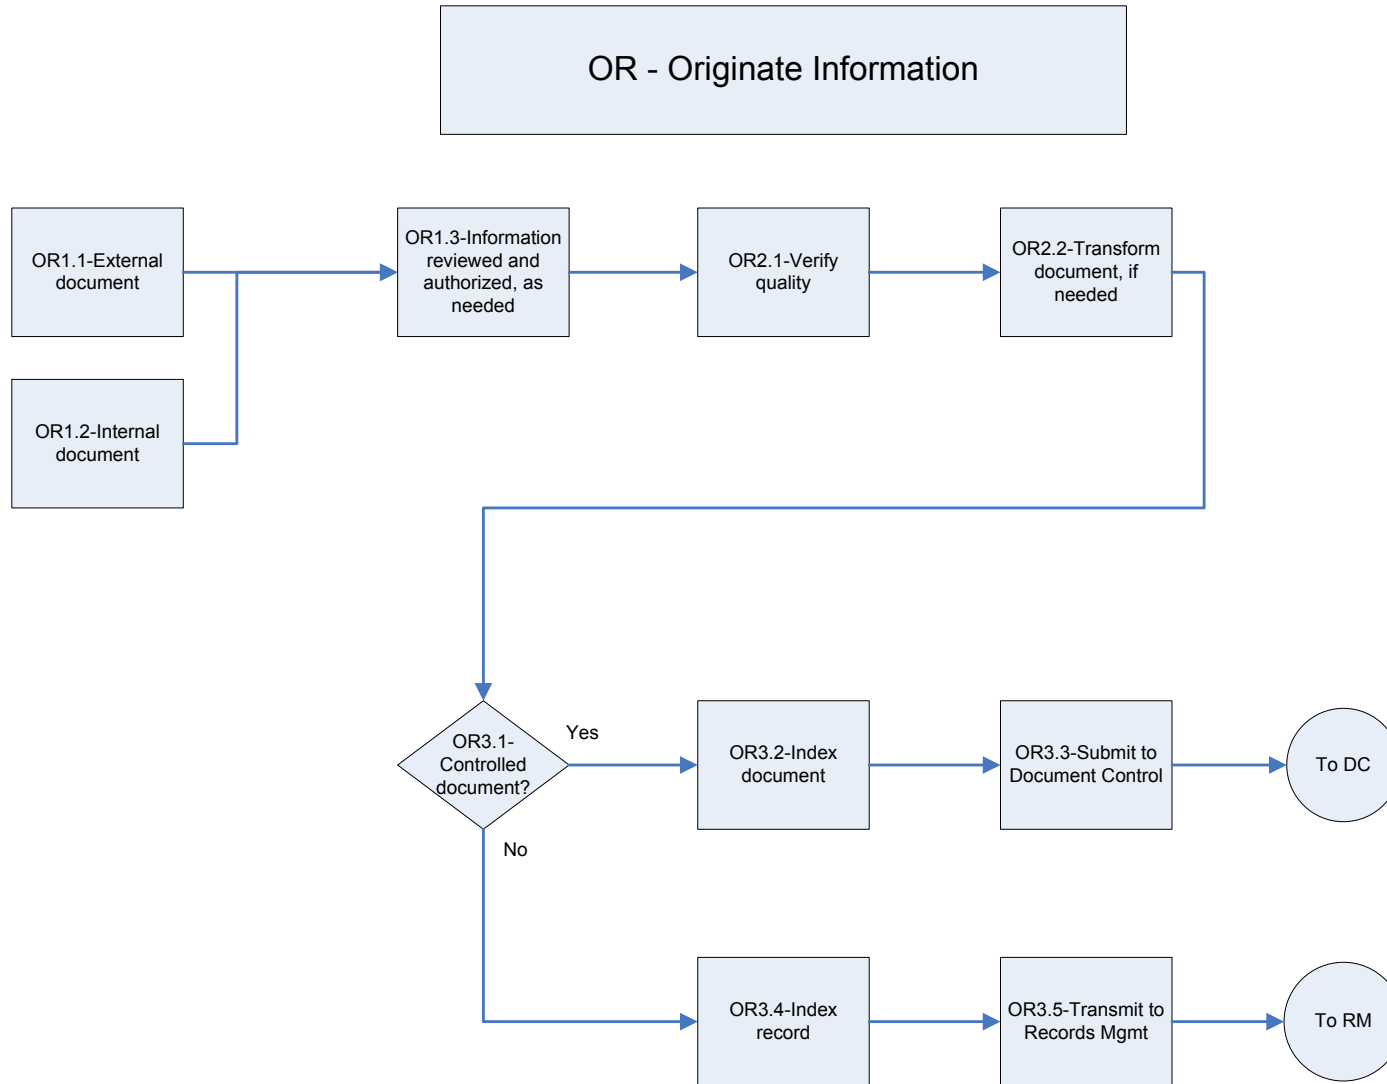 OR - Originate Information
OR1.1-External
document
OR1.3-Information
reviewed and
authorized, as
needed
OR2.1-Verify
quality
OR2.2-Transform
document, if
needed
OR1.2-Internal
document
OR3.1-
Controlled
document?
Yes
No
OR3.2-Index
document
OR3.3-Submit to
Document Control
To DC
OR3.4-Index
record
OR3.5-Transmit to
Records Mgmt
To RM